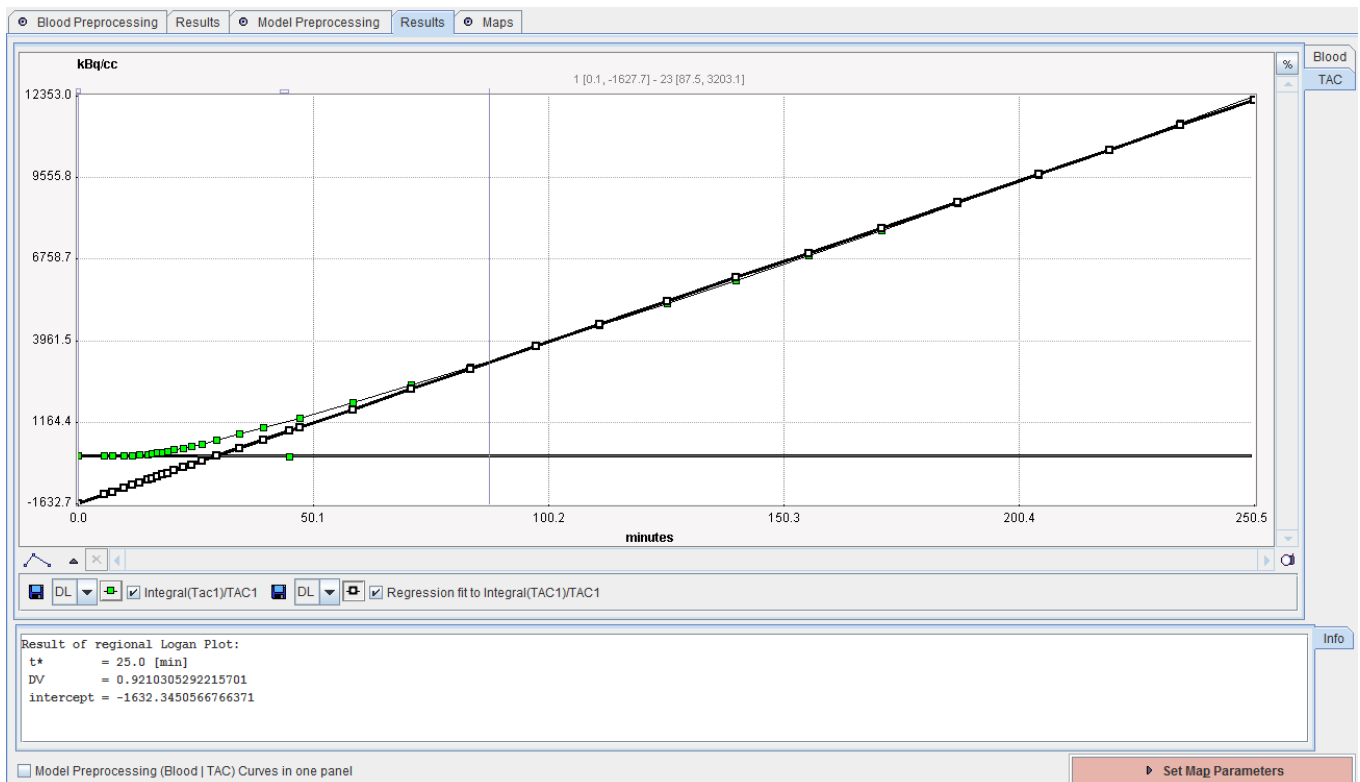 Blood Preprocessing Results Model Preprocessing Results Maps
kBq/cc
1 [0.1, -1627.7] - 23 [87.5, 3203.1]
%
Blood
TAC
12353.0
9555.8
6758.7
3961.5
1164.4
-1632.7
0.0 50.1 100.2 150.3 200.4 250.5
minutes
DL Integral(Tac1)/TAC1 DL Regression fit to Integral(TAC1)/TAC1
Result of regional Logan Plot:
t* = 25.0 [min]
DV = 0.9210305292215701
intercept = -1632.3450566766371
Info
Model Preprocessing (Blood | TAC) Curves in one panel
Set Map Parameters